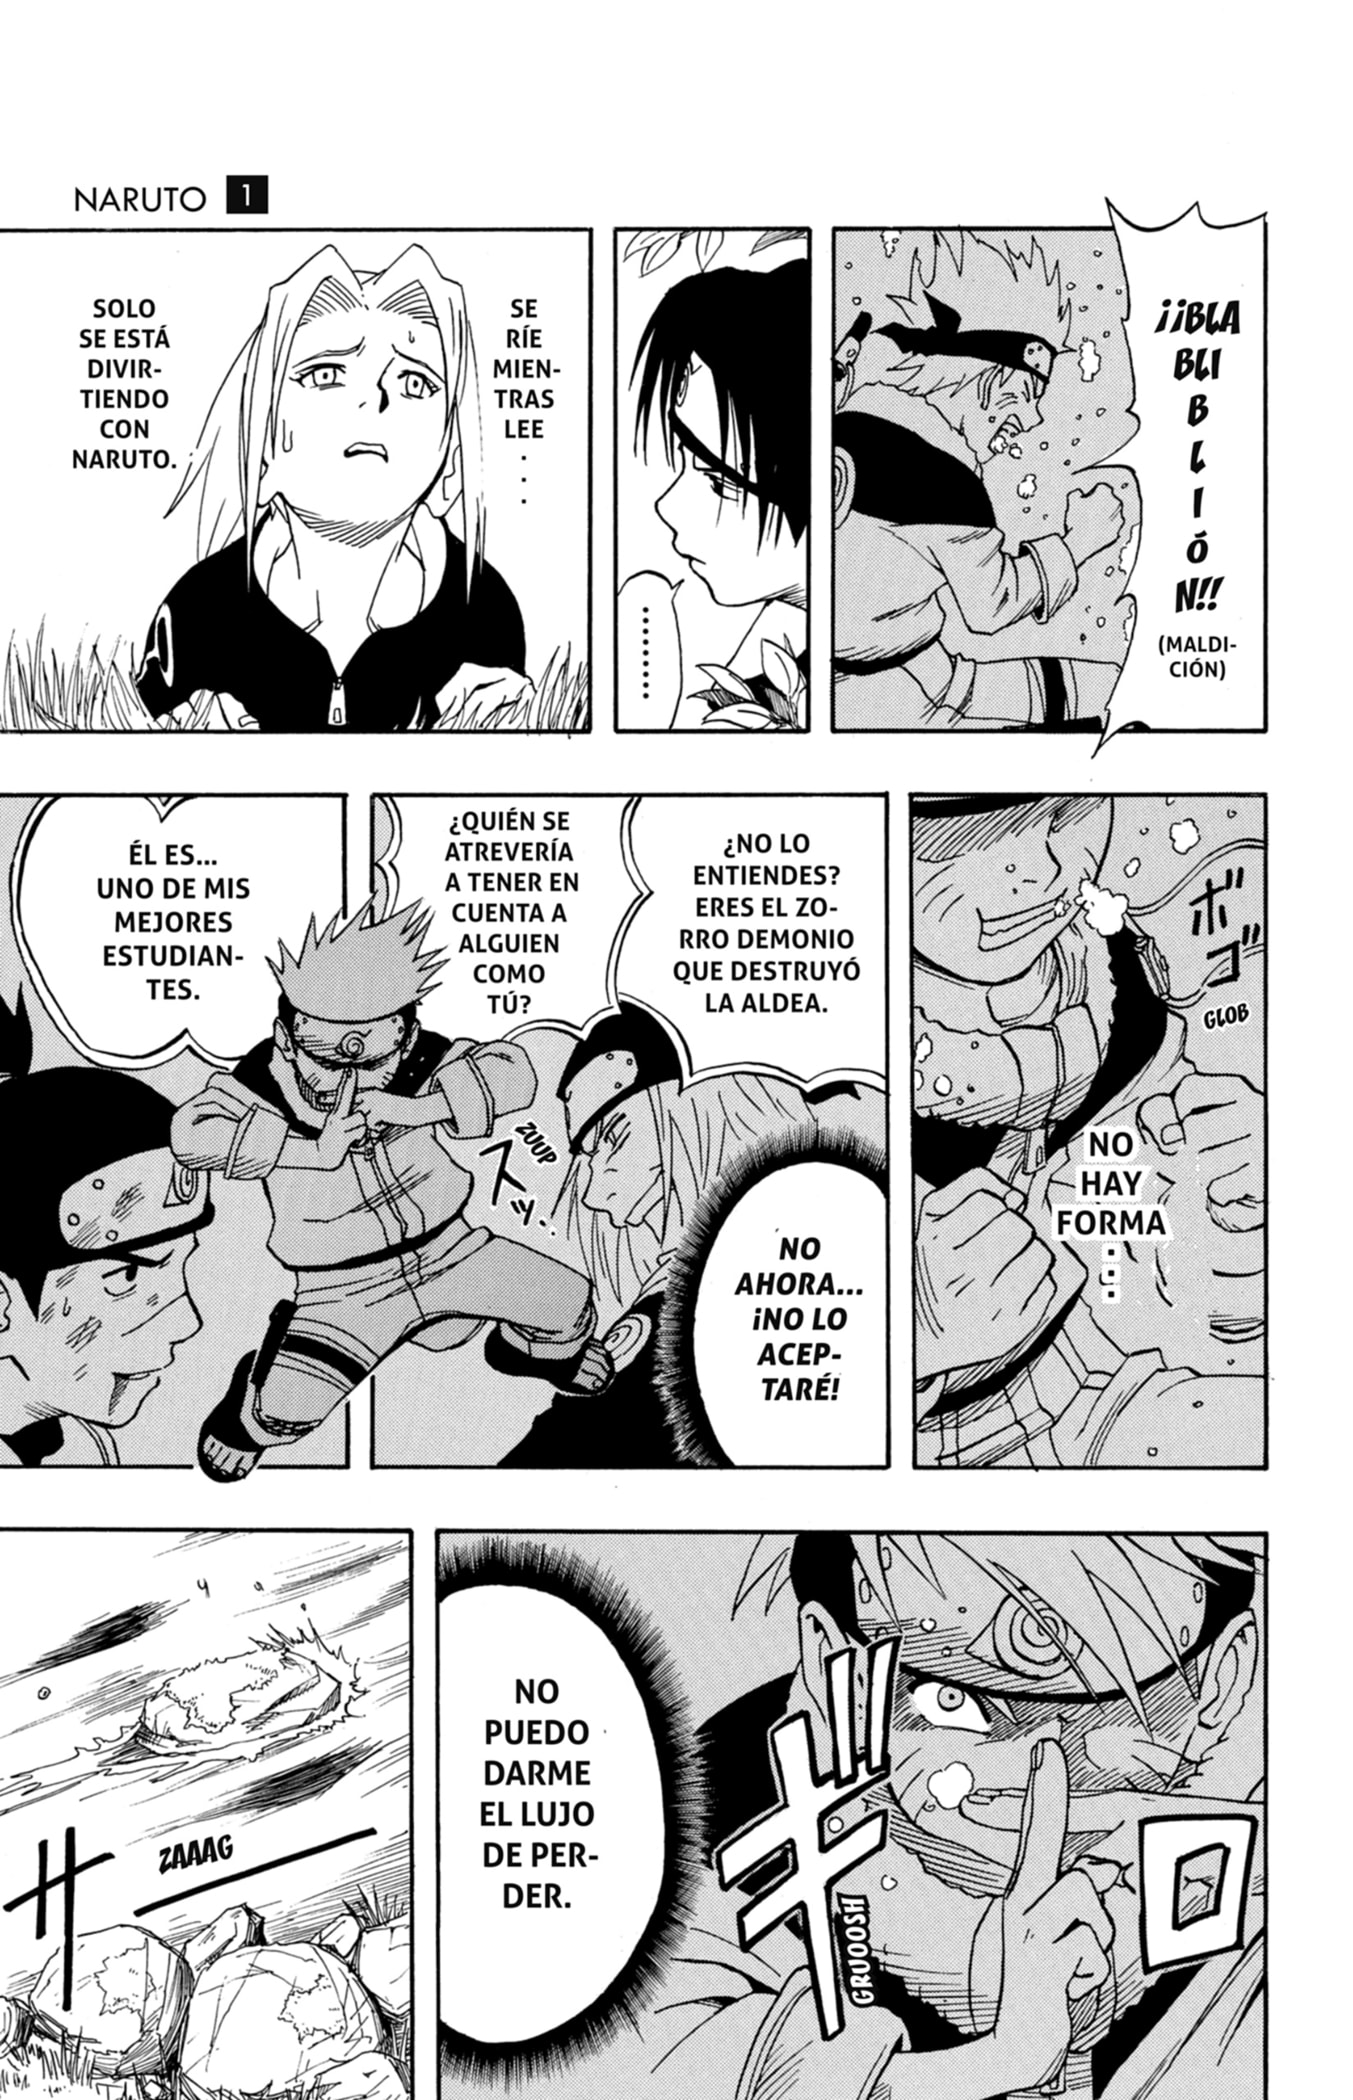 NARUTO 1
¡¡BLA
BLI
B
L
I
Ó
N!!
(MALDI-
CIÓN)
........
SE
RÍE
MIEN-
TRAS
LEE
...
SOLO
SE ESTÁ
DIVIR-
TIENDO
CON
NARUTO.
ボゴ
GLOB
NO
HAY
FORMA
...
¿NO LO
ENTIENDES?
ERES EL ZO-
RRO DEMONIO
QUE DESTRUYÓ
LA ALDEA.
¿QUIÉN SE
ATREVERÍA
A TENER EN
CUENTA A
ALGUIEN
COMO
TÚ?
NO
AHORA...
¡NO LO
ACEP-
TARÉ!
ZUUP
スッ..
ÉL ES...
UNO DE MIS
MEJORES
ESTUDIAN-
TES.
ギロ
GRUOOSH
NO
PUEDO
DARME
EL LUJO
DE PER-
DER.
サー
ZAAAG